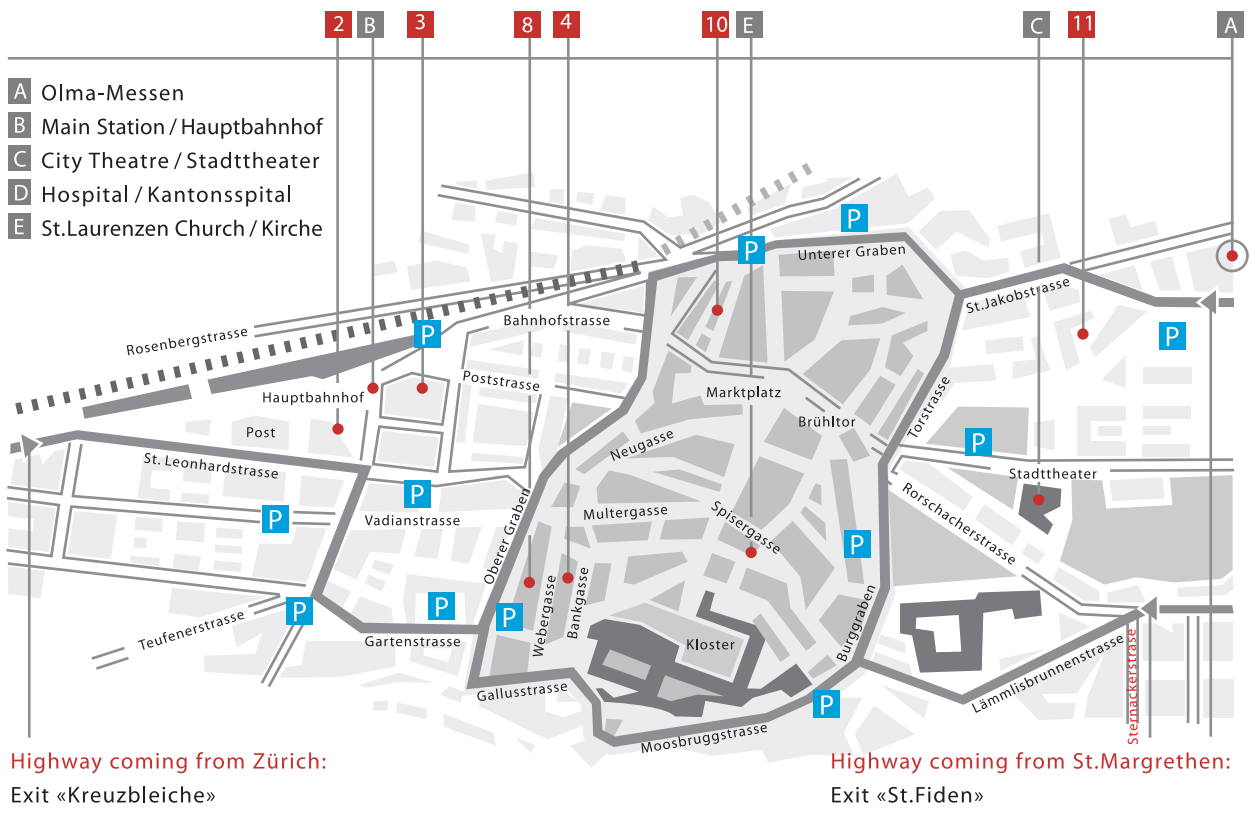 2 B 3 8 4 10 E C 11 A
A Olma-Messen
B Main Station / Hauptbahnhof
C City Theatre / Stadttheater
D Hospital / Kantonsspital
E St.Laurenzen Church / Kirche
P
P
Unterer Graben
St.Jakobstrasse
Bahnhofstrasse
Rosenbergstrasse
P
P
Poststrasse
Marktplatz
Hauptbahnhof
Torstrasse
Brühltor
Post
Neugasse
P
St. Leonhardstrasse
Stadttheater
P
Rorschacherstrasse
Multergasse
Spisergasse
P
Vadianstrasse
Oberer Graben
P
Webergasse
Bankgasse
P
P
P
Teufenerstrasse
Gartenstrasse
Kloster
Burggraben
Gallusstrasse
Lämmlisbrunnenstrasse
Sternackerstrase
P
Moosbruggstrasse
Highway coming from Zürich:
Exit «Kreuzbleiche»
Highway coming from St.Margrethen:
Exit «St.Fiden»